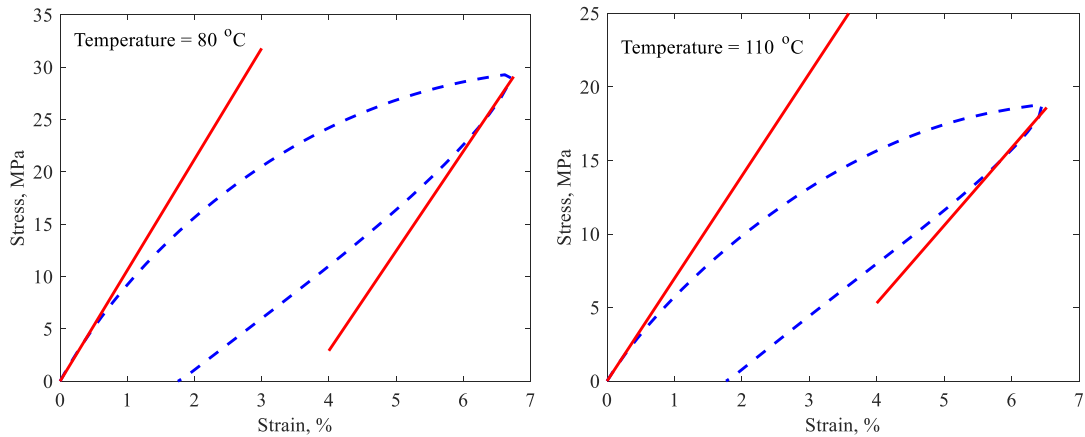 35
30
25
20
15
10
5
0
Stress, MPa
Temperature = 80 °C
0 1 2 3 4 5 6 7
Strain, %
25
20
15
10
5
0
Stress, MPa
Temperature = 110 °C
0 1 2 3 4 5 6 7
Strain, %